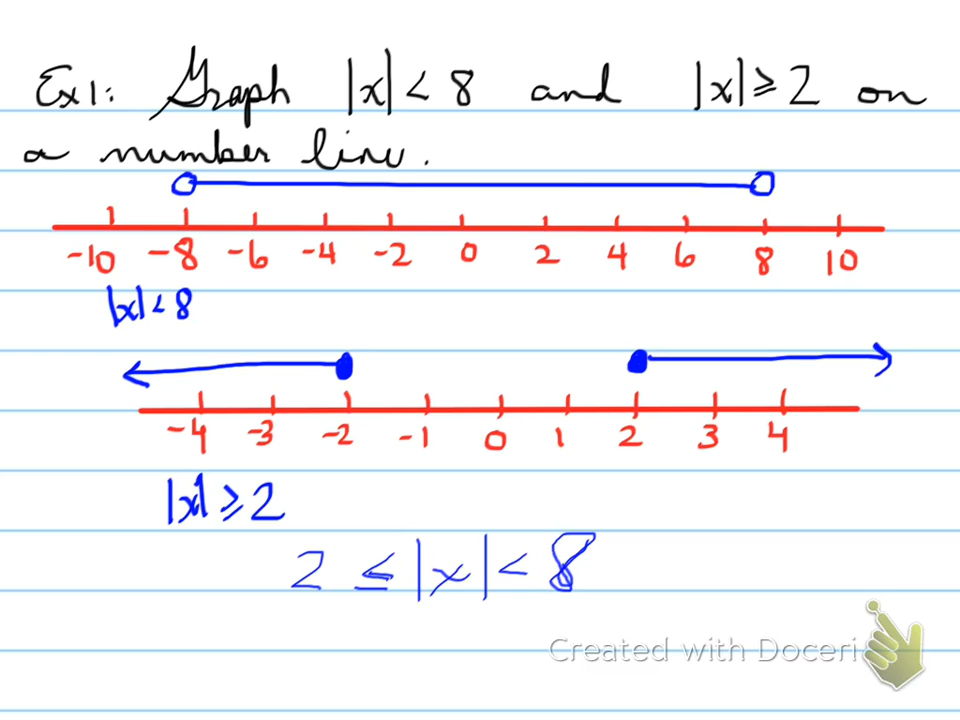 Ex1: Graph |x| < 8 and |x| ≥ 2 on
a number line.
-10 -8 -6 -4 -2 0 2 4 6 8 10
|x| < 8
-4 -3 -2 -1 0 1 2 3 4
|x| ≥ 2
2 ≤ |x| < 8
Created with Doceri